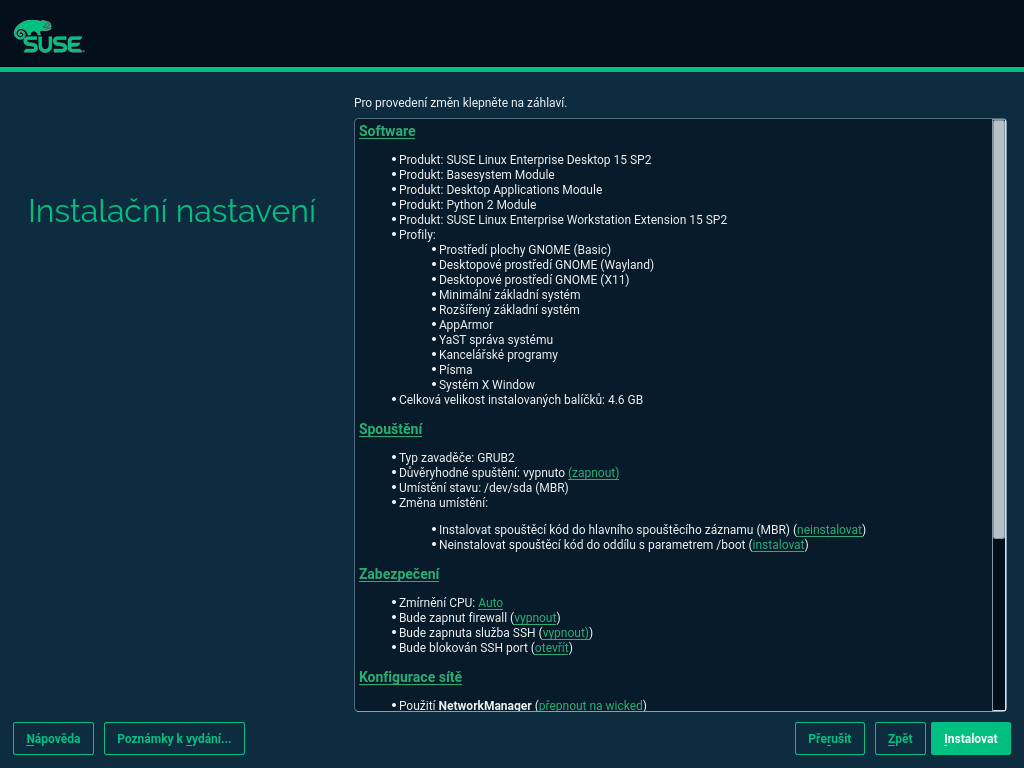 SUSE
Pro provedení změn klepněte na záhlaví.
Instalační nastavení
Software
Produkt: SUSE Linux Enterprise Desktop 15 SP2
Produkt: Basesystem Module
Produkt: Desktop Applications Module
Produkt: Python 2 Module
Produkt: SUSE Linux Enterprise Workstation Extension 15 SP2
Profily:
Prostředí plochy GNOME (Basic)
Desktopové prostředí GNOME (Wayland)
Desktopové prostředí GNOME (X11)
Minimální základní systém
Rozšířený základní systém
AppArmor
YaST správa systému
Kancelářské programy
Písma
Systém X Window
Celková velikost instalovaných balíčků: 4.6 GB
Spouštění
Typ zavaděče: GRUB2
Důvěryhodné spuštění: vypnuto (zapnout)
Umístění stavu: /dev/sda (MBR)
Změna umístění:
Instalovat spouštěcí kód do hlavního spouštěcího záznamu (MBR) (neinstalovat)
Neinstalovat spouštěcí kód do oddílu s parametrem /boot (instalovat)
Zabezpečení
Zmírnění CPU: Auto
Bude zapnut firewall (vypnout)
Bude zapnuta služba SSH (vypnout))
Bude blokován SSH port (otevřít)
Konfigurace sítě
Použití NetworkManager (přepnout na wicked)
Nápověda
Poznámky k vydání...
Přerušit
Zpět
Instalovat